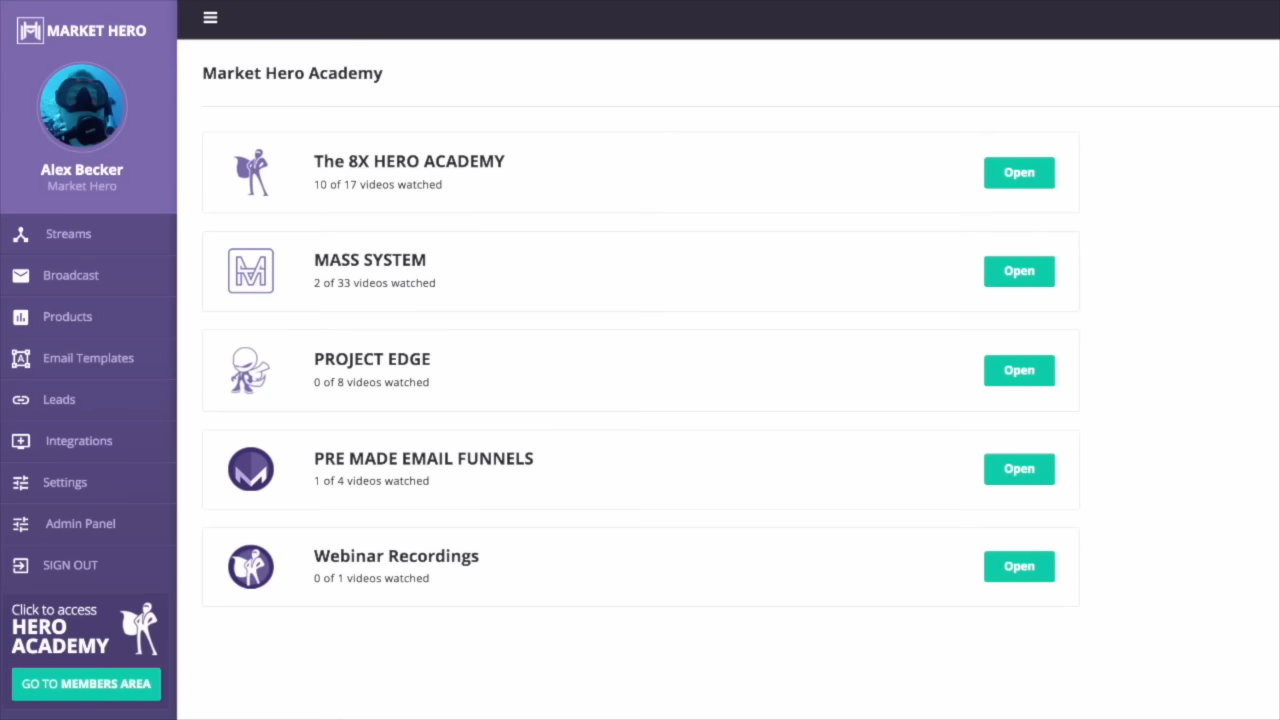 MARKET HERO
Alex Becker
Market Hero
Streams
Broadcast
Products
Email Templates
Leads
Integrations
Settings
Admin Panel
SIGN OUT
Click to access
HERO
ACADEMY
GO TO MEMBERS AREA
Market Hero Academy
The 8X HERO ACADEMY
10 of 17 videos watched
Open
MASS SYSTEM
2 of 33 videos watched
Open
PROJECT EDGE
0 of 8 videos watched
Open
PRE MADE EMAIL FUNNELS
1 of 4 videos watched
Open
Webinar Recordings
0 of 1 videos watched
Open